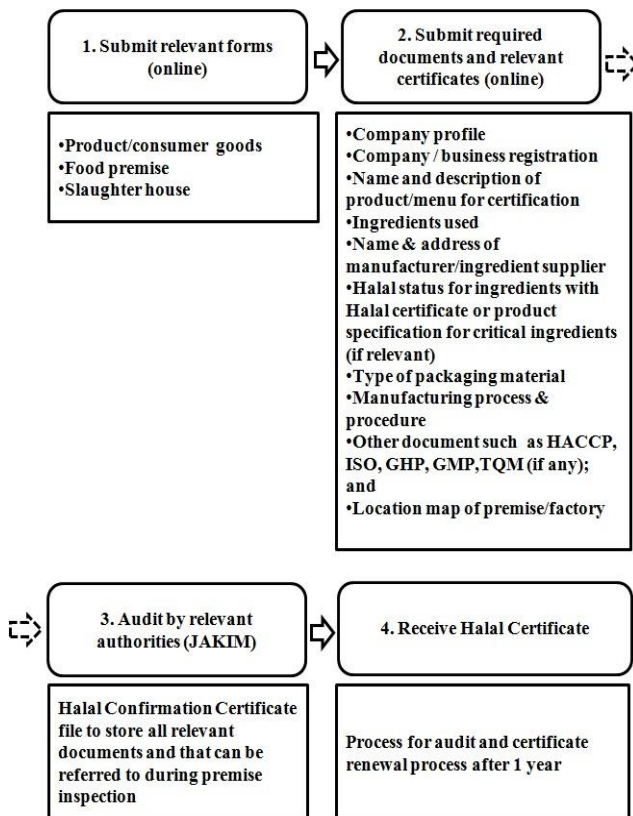 1. Submit relevant forms
(online)
2. Submit required
documents and relevant
certificates (online)
•Product/consumer goods
•Food premise
•Slaughter house
•Company profile
•Company / business registration
•Name and description of
product/menu for certification
•Ingredients used
•Name & address of
manufacturer/ingredient supplier
•Halal status for ingredients with
Halal certificate or product
specification for critical ingredients
(if relevant)
•Type of packaging material
•Manufacturing process &
procedure
•Other document such as HACCP,
ISO, GHP, GMP,TQM (if any);
and
•Location map of premise/factory
3. Audit by relevant
authorities (JAKIM)
4. Receive Halal Certificate
Halal Confirmation Certificate
file to store all relevant
documents and that can be
referred to during premise
inspection
Process for audit and certificate
renewal process after 1 year